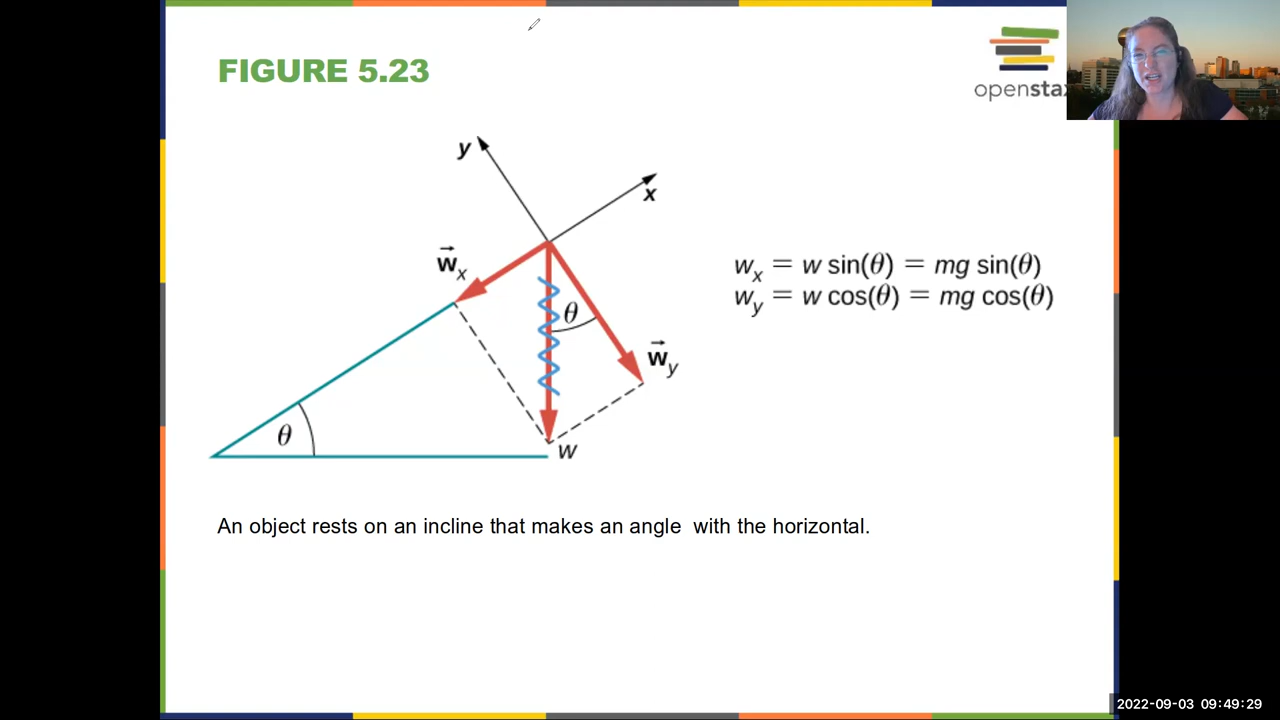 FIGURE 5.23
openstax
y
x
w⃗x
θ
w⃗y
wx = w sin(θ) = mg sin(θ)
wy = w cos(θ) = mg cos(θ)
θ
w
An object rests on an incline that makes an angle with the horizontal.
2022-09-03 09:49:29